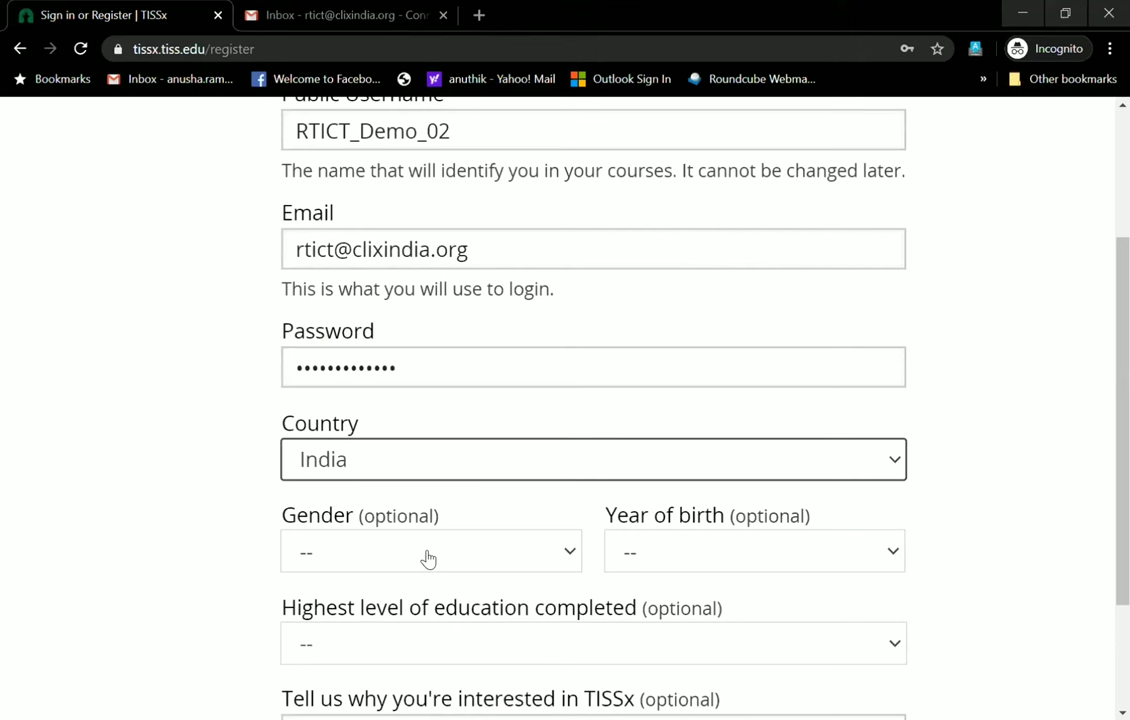 Sign in or Register | TISSx
Inbox - rtict@clixindia.org - Con
tissx.tiss.edu/register
Incognito
Bookmarks
Inbox - anusha.ram...
Welcome to Facebo...
anuthik - Yahoo! Mail
Outlook Sign In
Roundcube Webma...
»
Other bookmarks
Public Username
RTICT_Demo_02
The name that will identify you in your courses. It cannot be changed later.
Email
rtict@clixindia.org
This is what you will use to login.
Password
•••••••••••••
Country
India
Gender (optional)
Year of birth (optional)
--
--
Highest level of education completed (optional)
--
Tell us why you're interested in TISSx (optional)